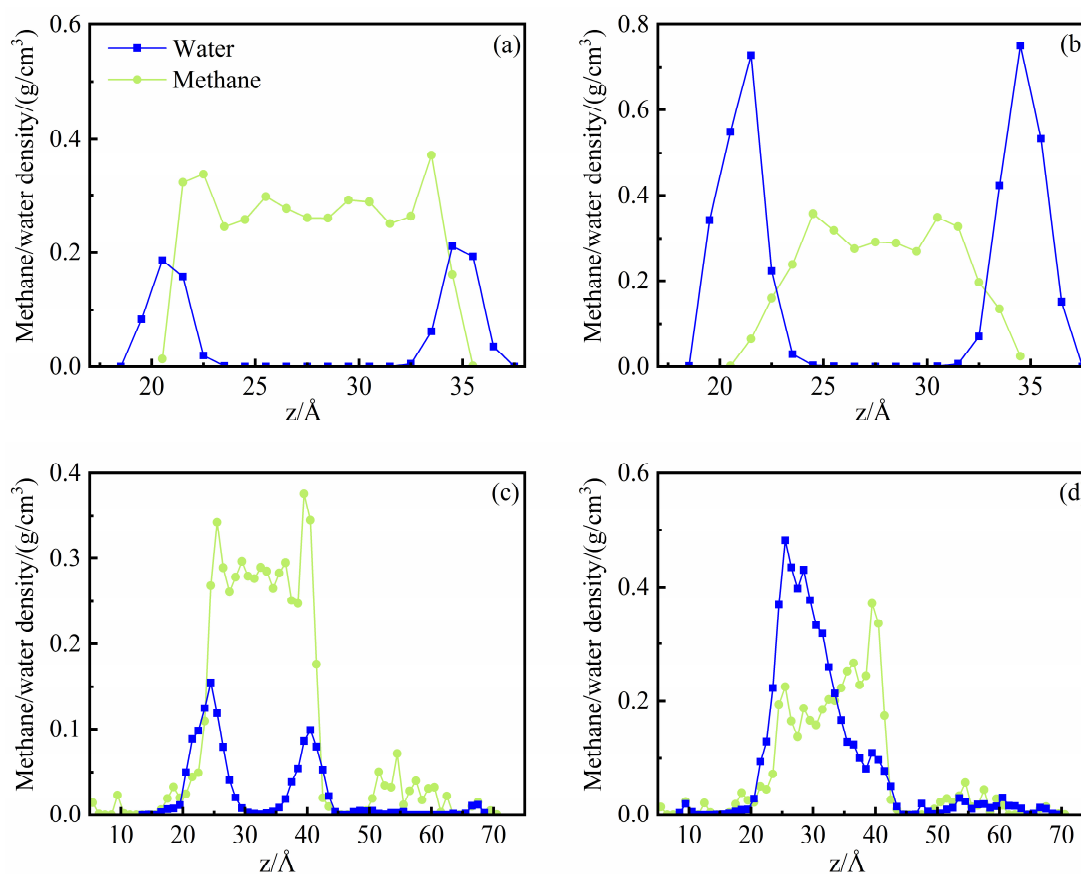 (a)
Water
Methane
Methane/water density/(g/cm³)
0.6
0.4
0.2
0.0
20 25 30 35
z/Å
(b
Methane/water density/(g/cm³)
0.8
0.6
0.4
0.2
0.0
20 25 30 35
z/Å
(c)
Methane/water density/(g/cm³)
0.4
0.3
0.2
0.1
0.0
10 20 30 40 50 60 70
z/Å
(d
Methane/water density/(g/cm³)
0.6
0.4
0.2
0.0
10 20 30 40 50 60 70
z/Å